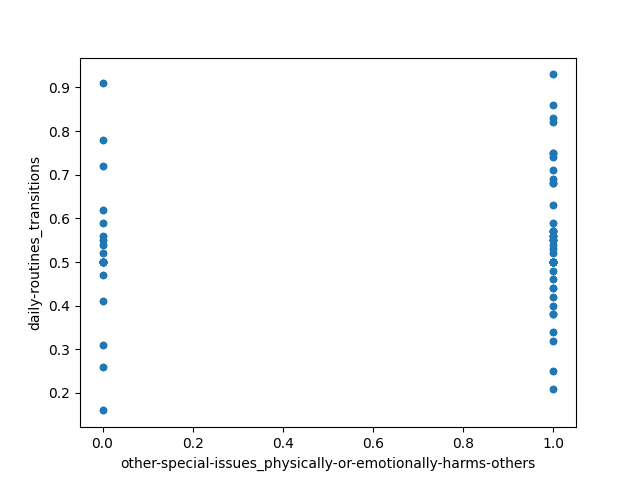 0.9
0.8
0.7
0.6
0.5
0.4
0.3
0.2
daily-routines_transitions
0.0 0.2 0.4 0.6 0.8 1.0
other-special-issues_physically-or-emotionally-harms-others